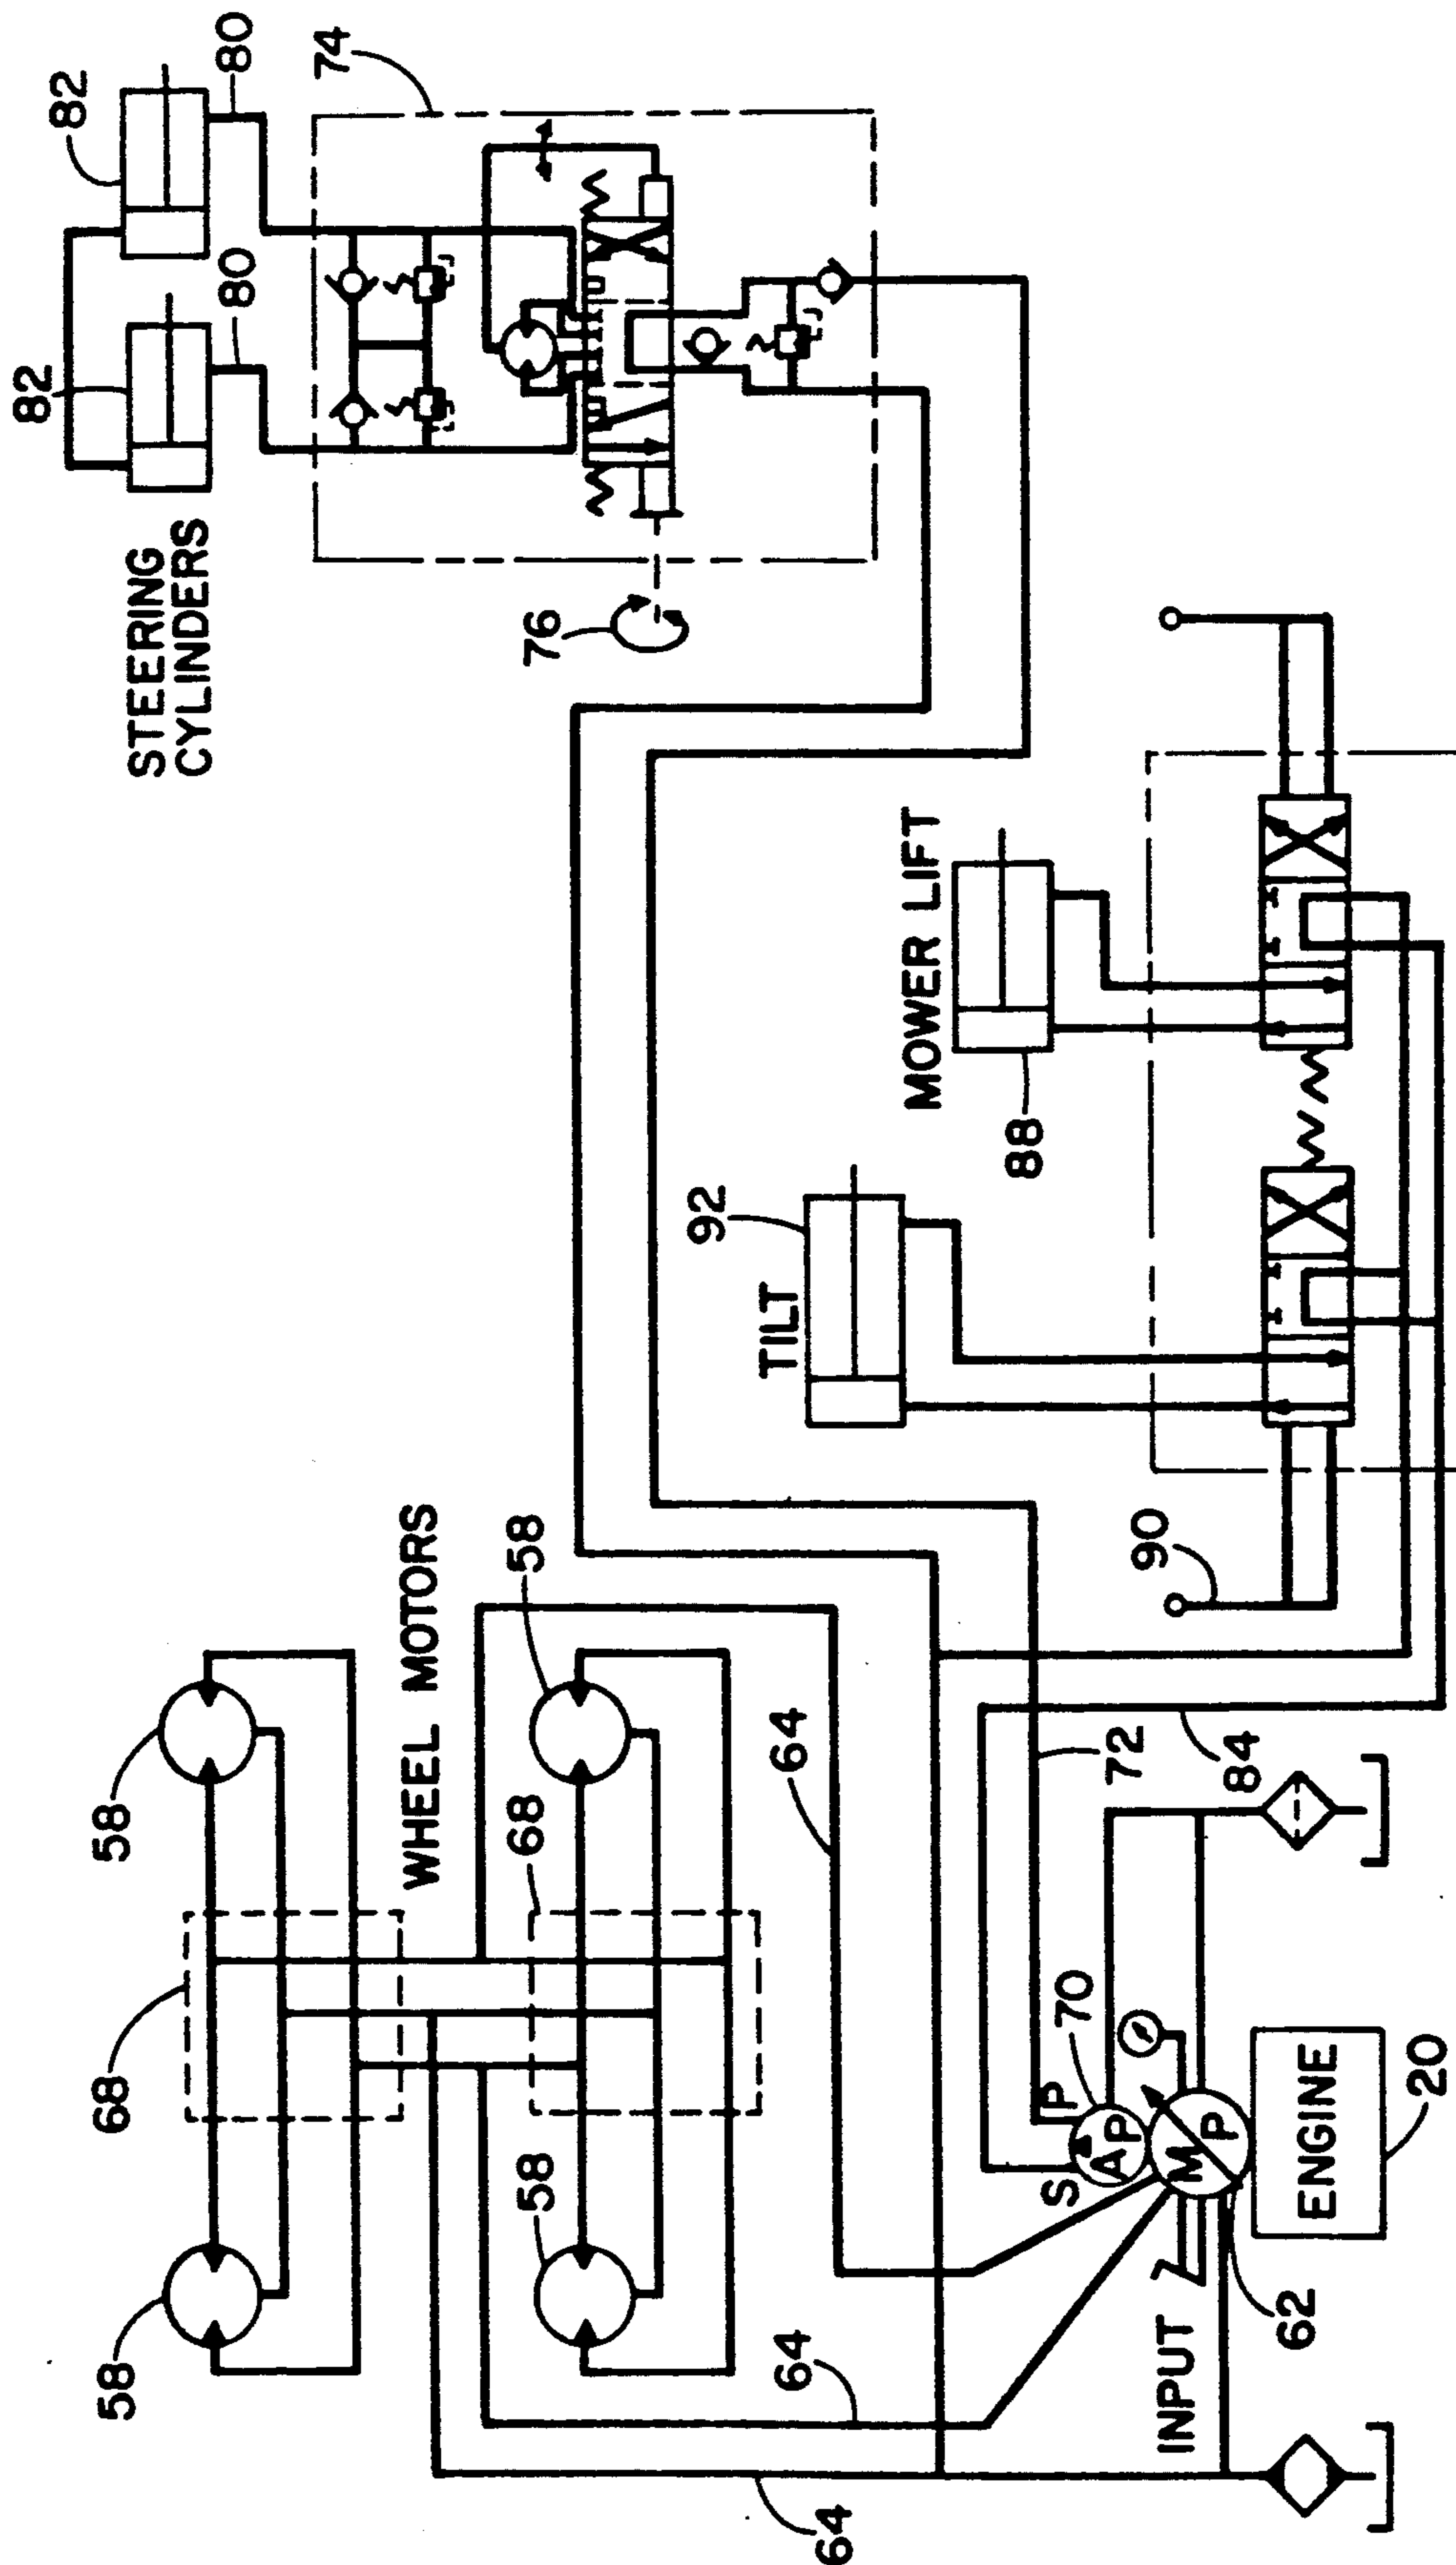 58
58
WHEEL MOTORS
68
68
58
58
64
64
64
72
84
S
P
70
A
P
M
P
INPUT
62
ENGINE
20
TILT
92
90
MOWER LIFT
88
STEERING
CYLINDERS
82
82
80
80
74
76